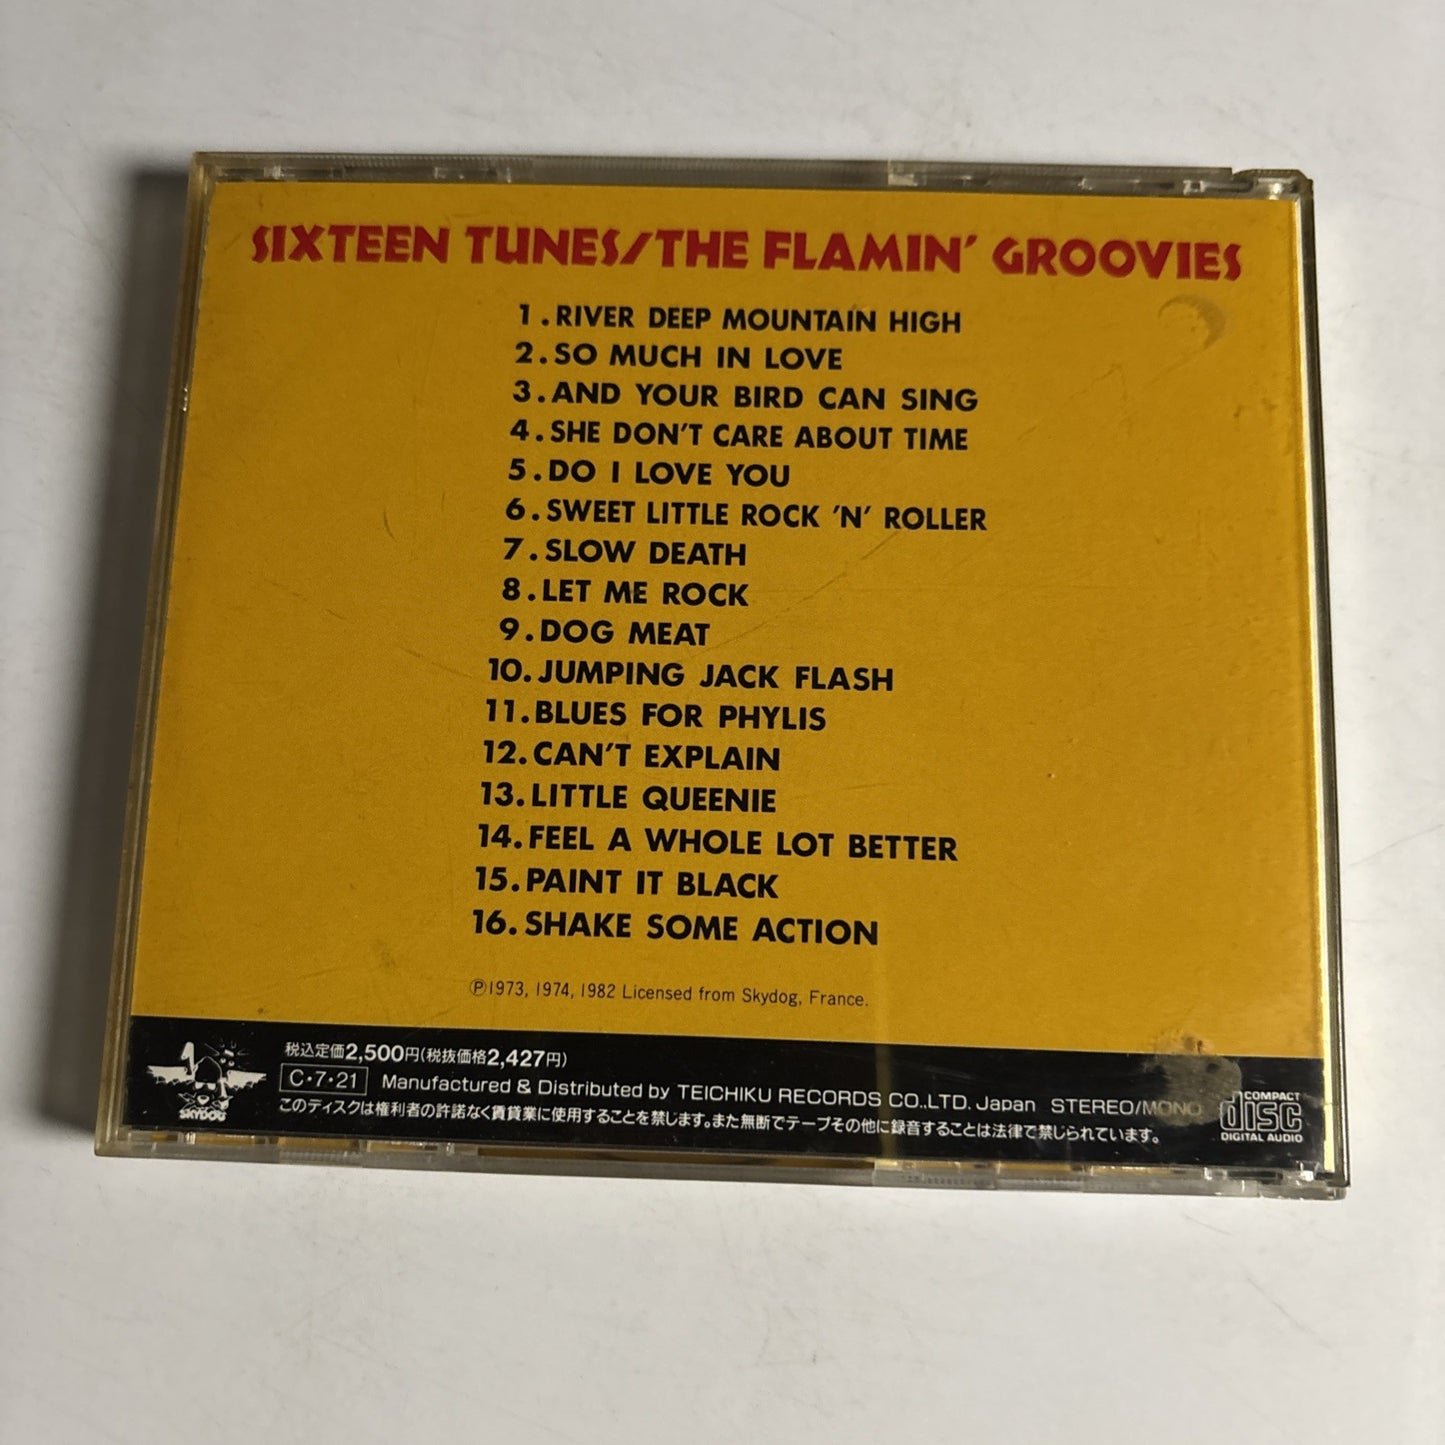 SIXTEEN TUNES/THE FLAMIN' GROOVIES
1. RIVER DEEP MOUNTAIN HIGH
2. SO MUCH IN LOVE
3. AND YOUR BIRD CAN SING
4. SHE DON'T CARE ABOUT TIME
5. DO I LOVE YOU
6. SWEET LITTLE ROCK 'N' ROLLER
7. SLOW DEATH
8. LET ME ROCK
9. DOG MEAT
10. JUMPING JACK FLASH
11. BLUES FOR PHYLIS
12. CAN'T EXPLAIN
13. LITTLE QUEENIE
14. FEEL A WHOLE LOT BETTER
15. PAINT IT BLACK
16. SHAKE SOME ACTION
Ⓟ1973, 1974, 1982 Licensed from Skydog, France.
SKYDOG
税込定価2,500円(税抜価格2,427円)
C・7・21 Manufactured & Distributed by TEICHIKU RECORDS CO.,LTD. Japan STEREO/MONO
このディスクは権利者の許諾なく賃貸業に使用することを禁じます。また無断でテープその他に録音することは法律で禁じられています。
COMPACT
disc
DIGITAL AUDIO